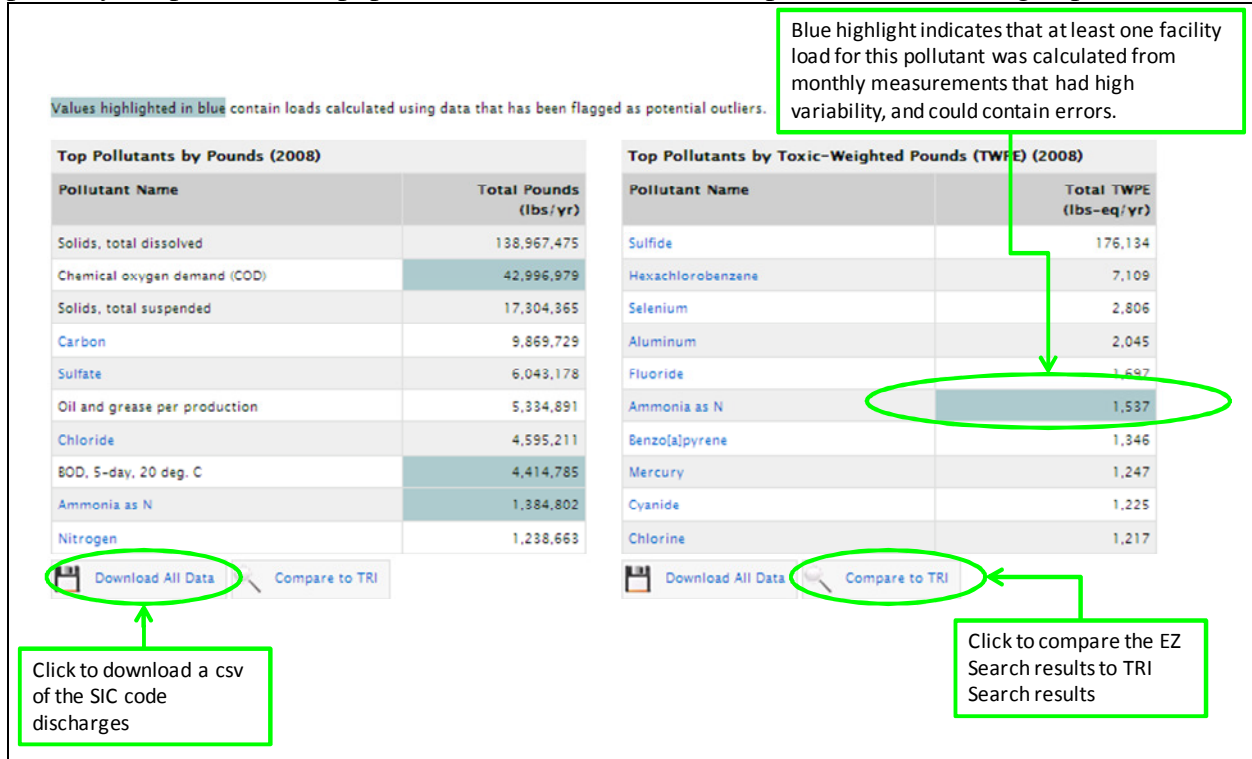 Blue highlight indicates that at least one facility
load for this pollutant was calculated from
monthly measurements that had high
variability, and could contain errors.
Values highlighted in blue contain loads calculated using data that has been flagged as potential outliers.
Top Pollutants by Pounds (2008)
Pollutant Name Total Pounds
(lbs/yr)
Solids, total dissolved 138,967,475
Chemical oxygen demand (COD) 42,996,979
Solids, total suspended 17,304,365
Carbon 9,869,729
Sulfate 6,043,178
Oil and grease per production 5,334,891
Chloride 4,595,211
BOD, 5-day, 20 deg. C 4,414,785
Ammonia as N 1,384,802
Nitrogen 1,238,663
Download All Data Compare to TRI
Top Pollutants by Toxic-Weighted Pounds (TWPE) (2008)
Pollutant Name Total TWPE
(lbs-eq/yr)
Sulfide 176,134
Hexachlorobenzene 7,109
Selenium 2,806
Aluminum 2,045
Fluoride 1,697
Ammonia as N 1,537
Benzo[a]pyrene 1,346
Mercury 1,247
Cyanide 1,225
Chlorine 1,217
Download All Data Compare to TRI
Click to download a csv
of the SIC code
discharges
Click to compare the EZ
Search results to TRI
Search results